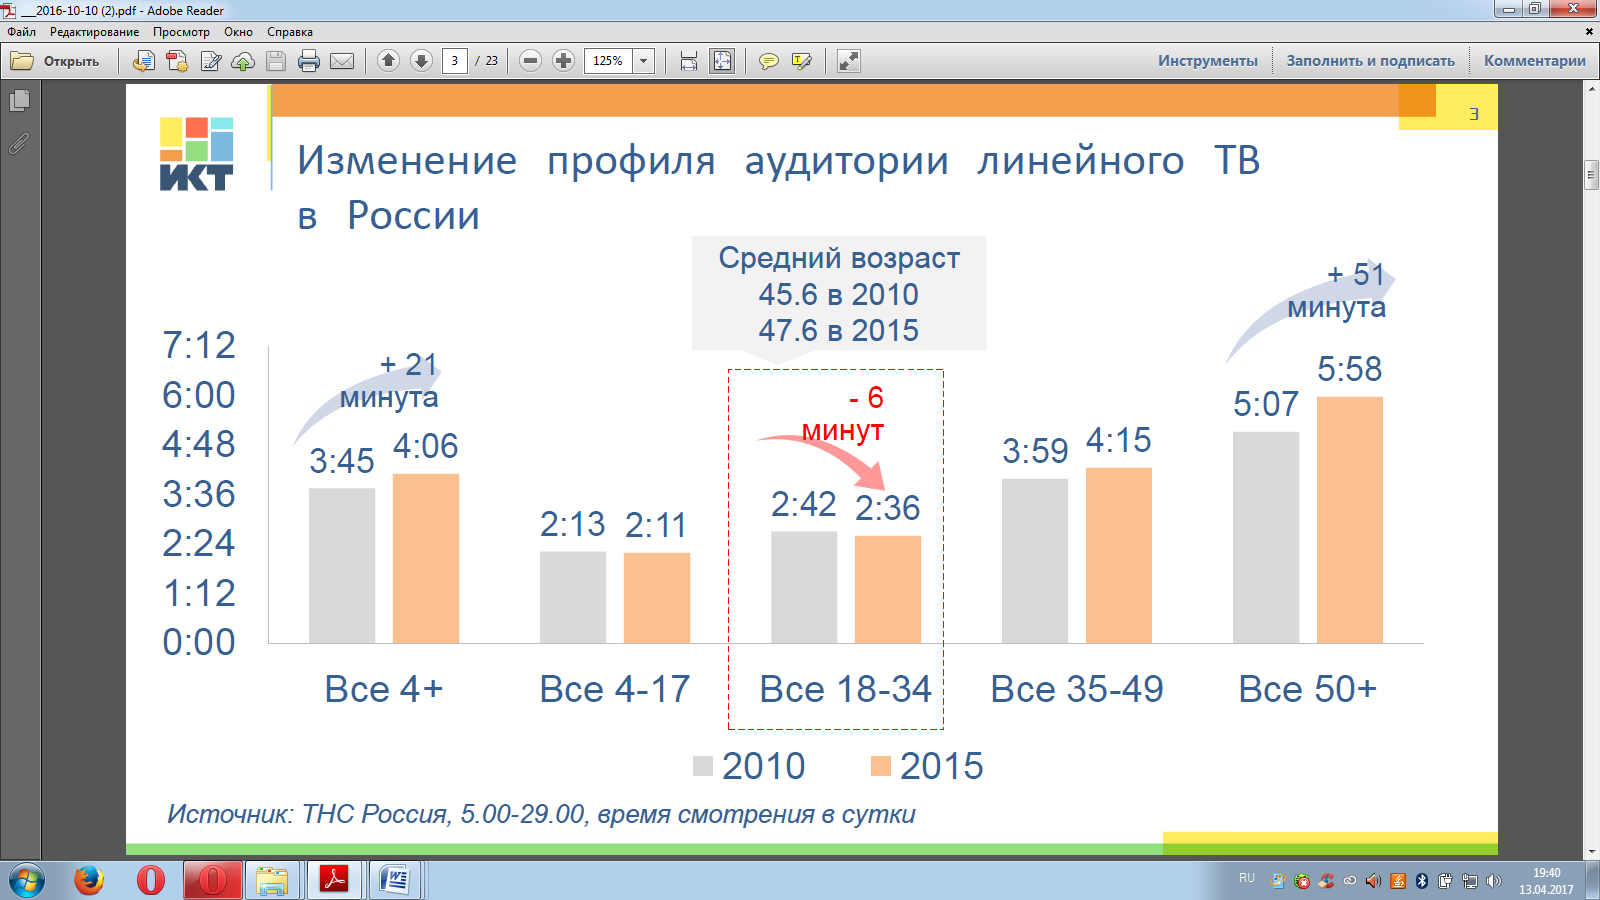 ___2016-10-10 (2).pdf - Adobe Reader
Файл Редактирование Просмотр Окно Справка
Открыть 3 / 23 125% Инструменты Заполнить и подписать Комментарии
3
ИКТ
Изменение профиля аудитории линейного ТВ
в России
Средний возраст
45.6 в 2010
47.6 в 2015
+ 51
минута
+ 21
минута
- 6
минут
7:12
6:00
4:48
3:36
2:24
1:12
0:00
3:45 4:06
2:13 2:11
2:42 2:36
3:59 4:15
5:07 5:58
Все 4+ Все 4-17 Все 18-34 Все 35-49 Все 50+
2010 2015
Источник: ТНС Россия, 5.00-29.00, время смотрения в сутки
RU
19:40
13.04.2017